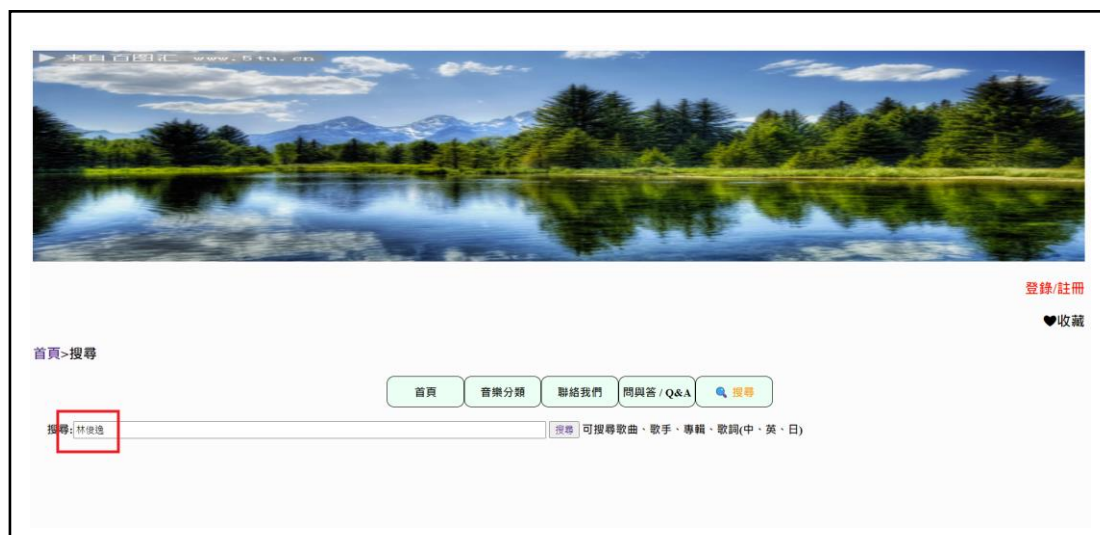 ▶ 来自百图汇 www.5tu.cn
登錄/註冊
♥收藏
首頁>搜尋
首頁 音樂分類 聯絡我們 問與答 / Q&A 🔍 搜尋
搜尋: 林俊逸 搜尋 可搜尋歌曲、歌手、專輯、歌詞(中、英、日)